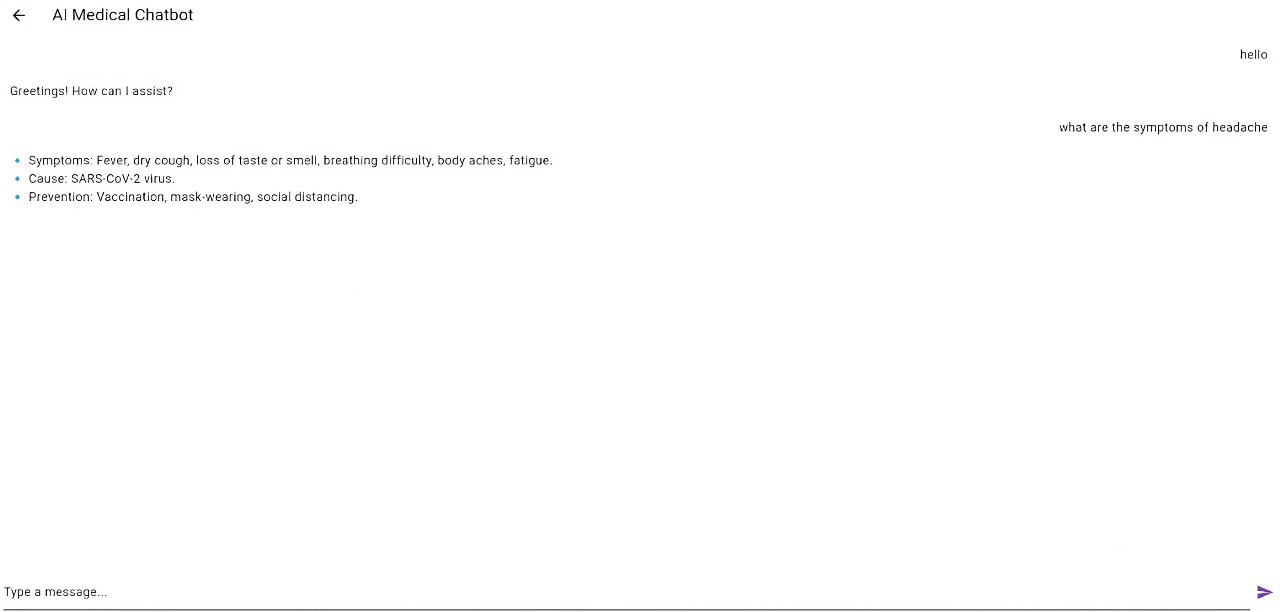 AI Medical Chatbot
hello
Greetings! How can I assist?
what are the symptoms of headache
Symptoms: Fever, dry cough, loss of taste or smell, breathing difficulty, body aches, fatigue.
Cause: SARS-CoV-2 virus.
Prevention: Vaccination, mask-wearing, social distancing.
Type a message...